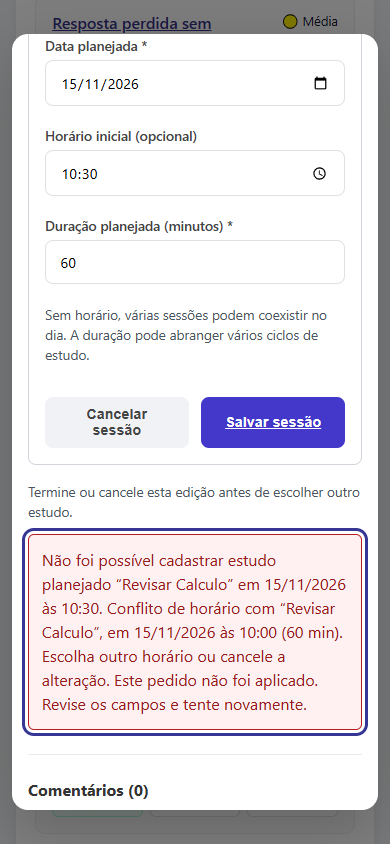 Resposta perdida sem
Média
Data planejada *
15/11/2026
Horário inicial (opcional)
10:30
Duração planejada (minutos) *
60
Sem horário, várias sessões podem coexistir no
dia. A duração pode abranger vários ciclos de
estudo.
Cancelar
sessão
Salvar sessão
Termine ou cancele esta edição antes de escolher outro
estudo.
Não foi possível cadastrar estudo
planejado “Revisar Calculo” em 15/11/2026
às 10:30. Conflito de horário com “Revisar
Calculo”, em 15/11/2026 às 10:00 (60 min).
Escolha outro horário ou cancele a
alteração. Este pedido não foi aplicado.
Revise os campos e tente novamente.
Comentários (0)